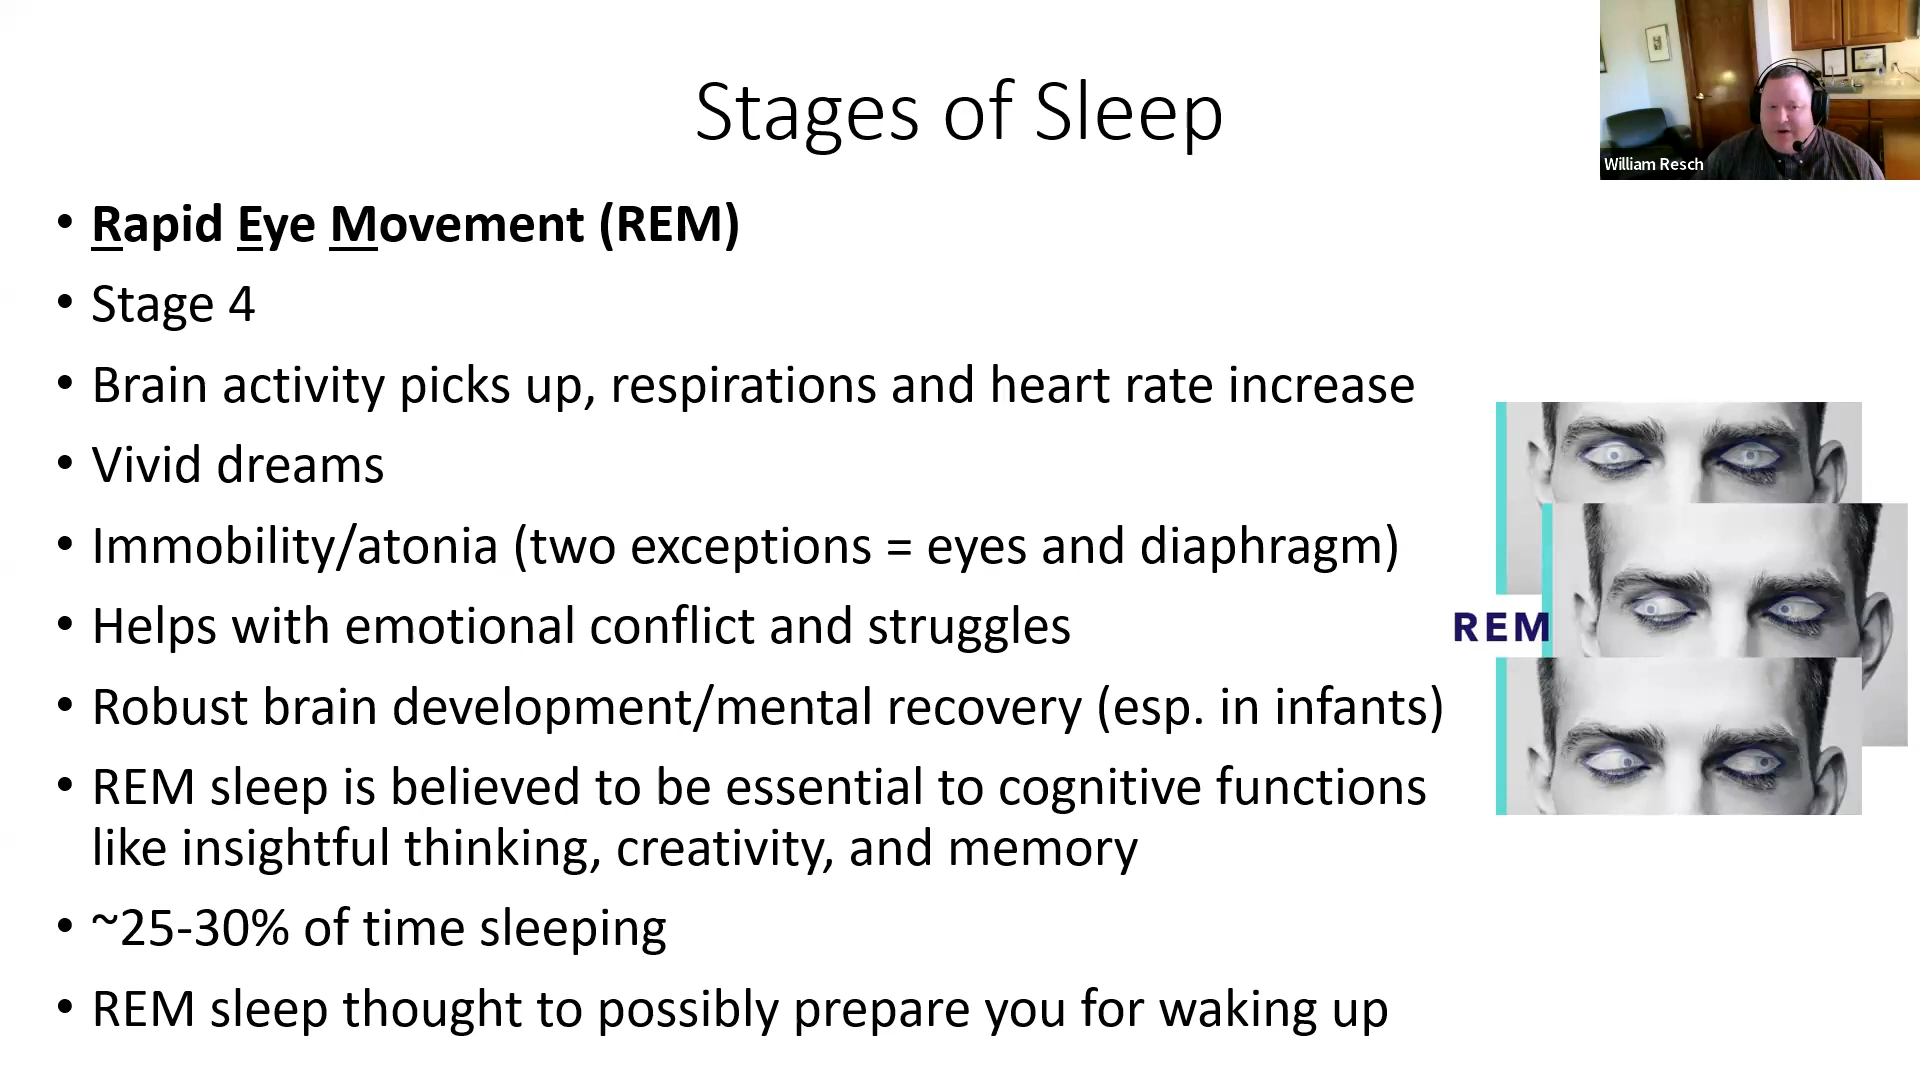 Stages of Sleep
William Resch
• Rapid Eye Movement (REM)
• Stage 4
• Brain activity picks up, respirations and heart rate increase
• Vivid dreams
• Immobility/atonia (two exceptions = eyes and diaphragm)
• Helps with emotional conflict and struggles
REM
• Robust brain development/mental recovery (esp. in infants)
• REM sleep is believed to be essential to cognitive functions
like insightful thinking, creativity, and memory
• ~25-30% of time sleeping
• REM sleep thought to possibly prepare you for waking up